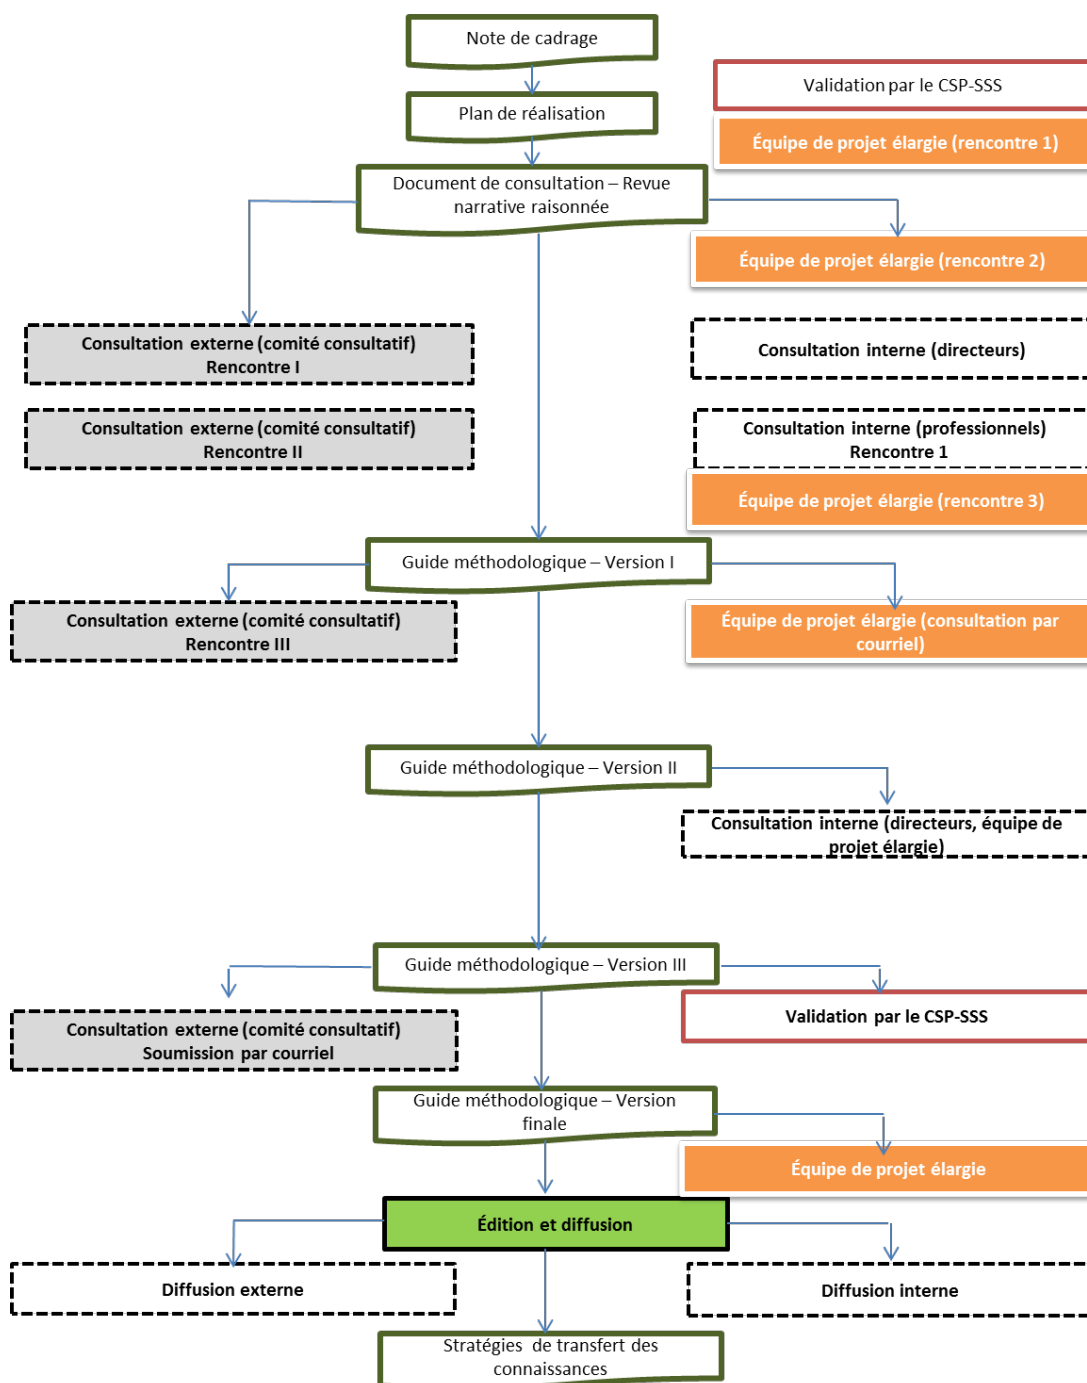 Note de cadrage
Validation par le CSP-SSS
Plan de réalisation
Équipe de projet élargie (rencontre 1)
Document de consultation – Revue
narrative raisonnée
Équipe de projet élargie (rencontre 2)
Consultation externe (comité consultatif)
Rencontre I
Consultation interne (directeurs)
Consultation externe (comité consultatif)
Rencontre II
Consultation interne (professionnels)
Rencontre 1
Équipe de projet élargie (rencontre 3)
Guide méthodologique – Version I
Consultation externe (comité consultatif)
Rencontre III
Équipe de projet élargie (consultation par
courriel)
Guide méthodologique – Version II
Consultation interne (directeurs, équipe de
projet élargie)
Guide méthodologique – Version III
Consultation externe (comité consultatif)
Soumission par courriel
Validation par le CSP-SSS
Guide méthodologique – Version
finale
Équipe de projet élargie
Édition et diffusion
Diffusion externe
Diffusion interne
Stratégies de transfert des
connaissances